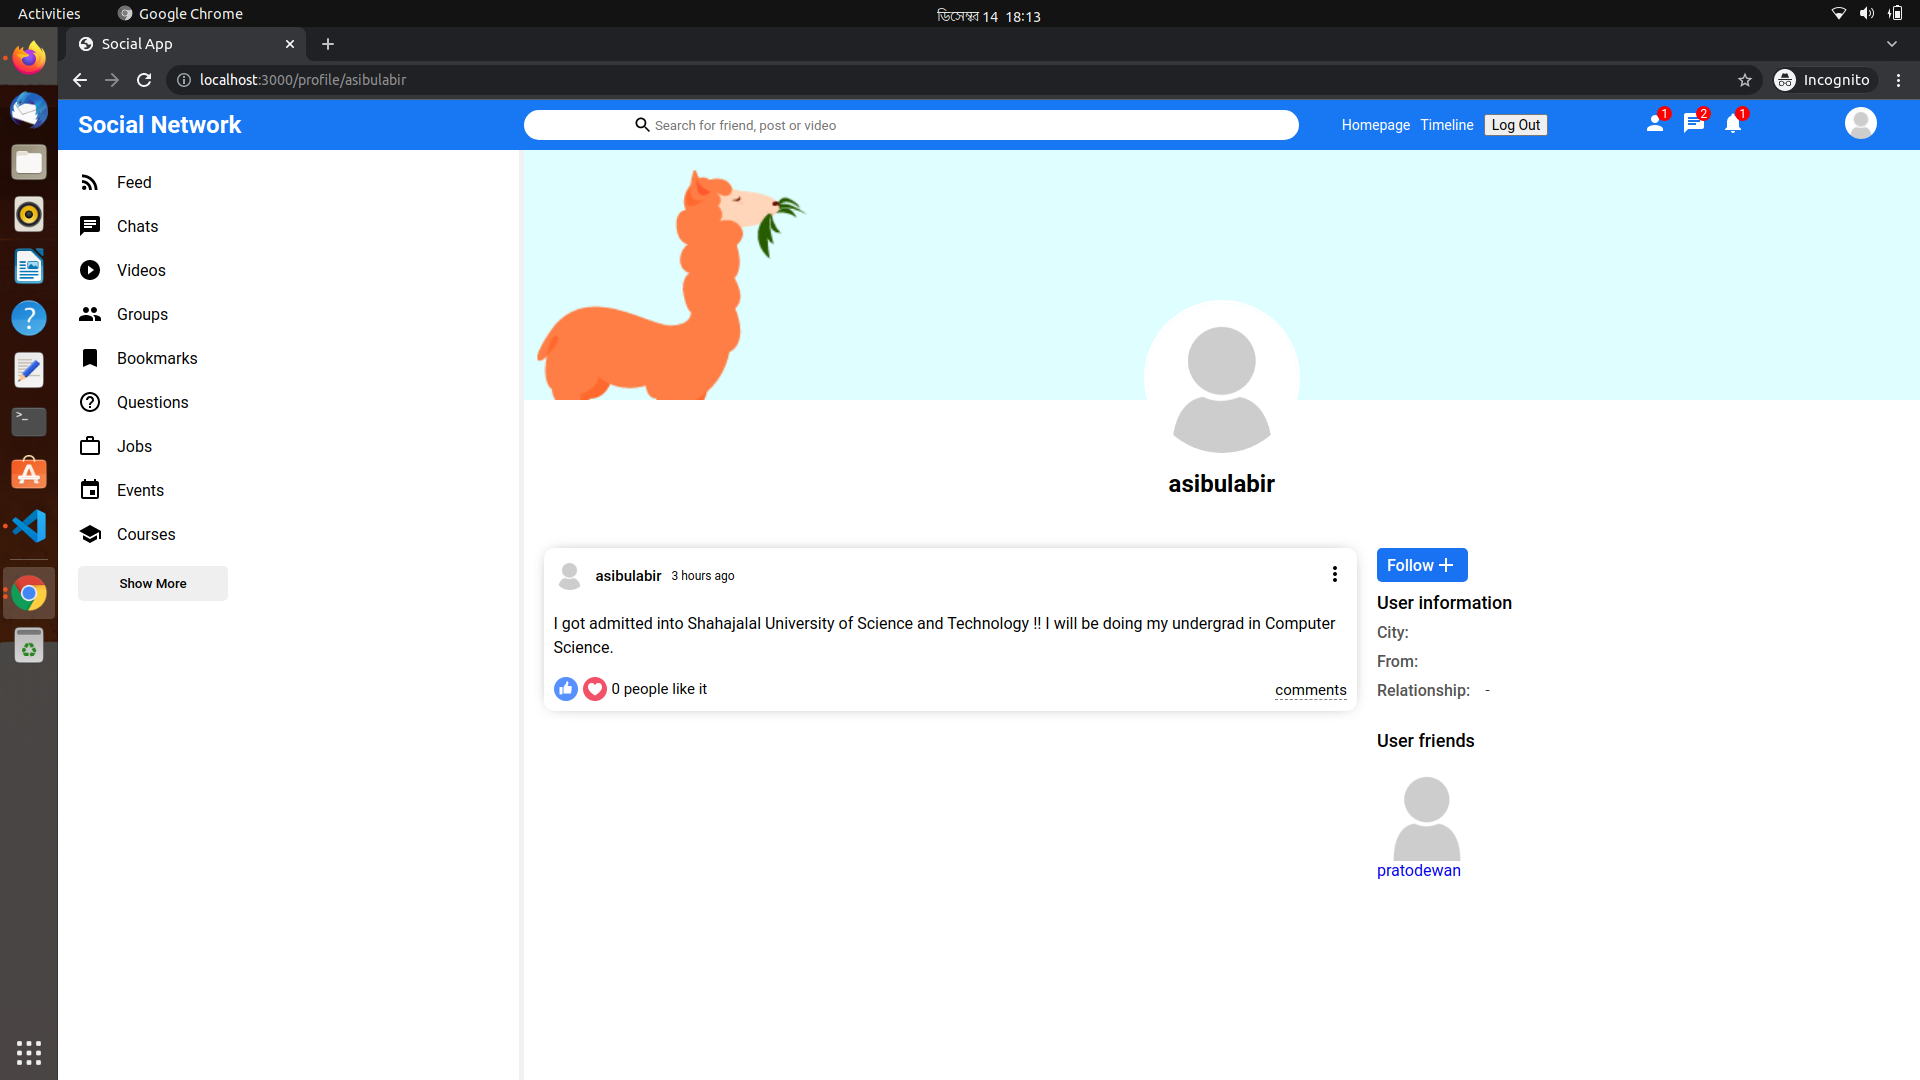 Activities
Google Chrome
ডিসেম্বর 14 18:13
Social App
localhost:3000/profile/asibulabir
Incognito
Social Network
Search for friend, post or video
Homepage
Timeline
Log Out
1
2
1
Feed
Chats
Videos
Groups
Bookmarks
Questions
Jobs
Events
Courses
Show More
asibulabir
asibulabir 3 hours ago
I got admitted into Shahajalal University of Science and Technology !! I will be doing my undergrad in Computer
Science.
0 people like it
comments
Follow
User information
City:
From:
Relationship: -
User friends
pratodewan